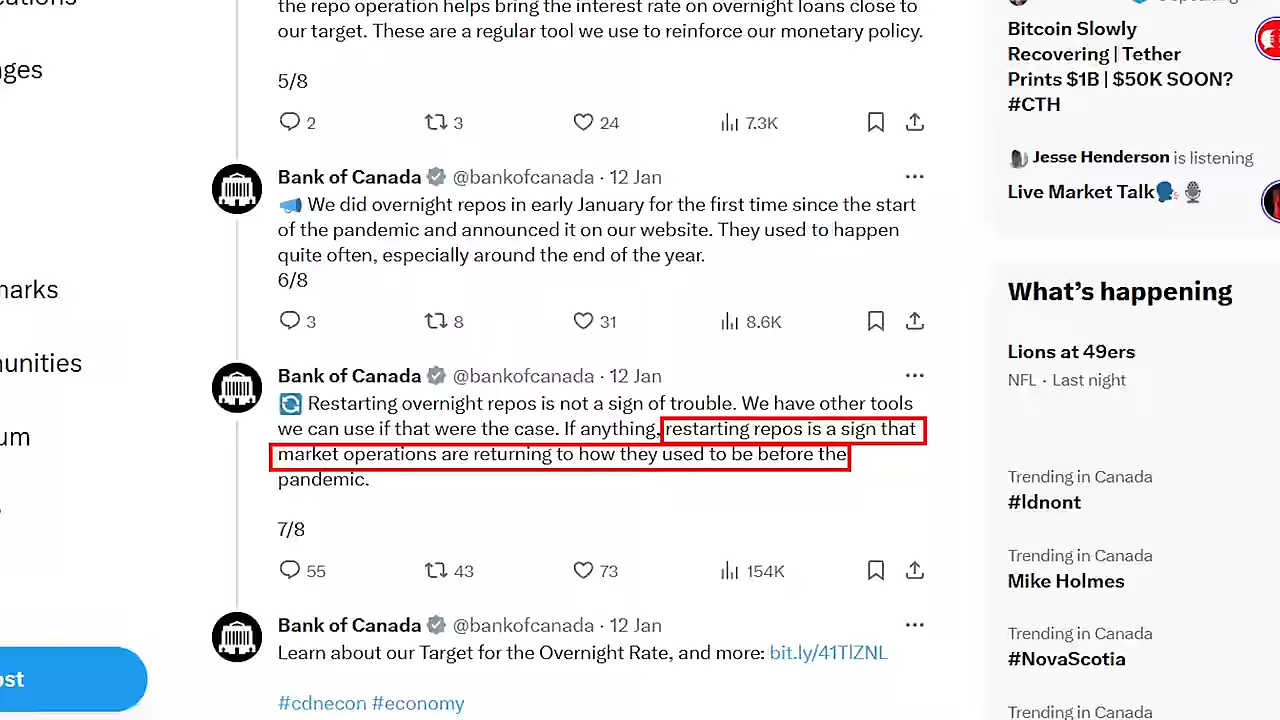 ations
nges
marks
unities
um
ost
the repo operation helps bring the interest rate on overnight loans close to
our target. These are a regular tool we use to reinforce our monetary policy.
5/8
2 3 24 7.3K
Bank of Canada @bankofcanada · 12 Jan ···
We did overnight repos in early January for the first time since the start
of the pandemic and announced it on our website. They used to happen
quite often, especially around the end of the year.
6/8
3 8 31 8.6K
Bank of Canada @bankofcanada · 12 Jan ···
Restarting overnight repos is not a sign of trouble. We have other tools
we can use if that were the case. If anything, restarting repos is a sign that
market operations are returning to how they used to be before the
pandemic.
7/8
55 43 73 154K
Bank of Canada @bankofcanada · 12 Jan ···
Learn about our Target for the Overnight Rate, and more: bit.ly/41TlZNL
#cdnecon #economy
Bitcoin Slowly
Recovering | Tether
Prints $1B | $50K SOON?
#CTH
Jesse Henderson is listening
Live Market Talk
What's happening
Lions at 49ers
NFL · Last night
Trending in Canada
#ldnont
Trending in Canada
Mike Holmes
Trending in Canada
#NovaScotia
Trending in Canada